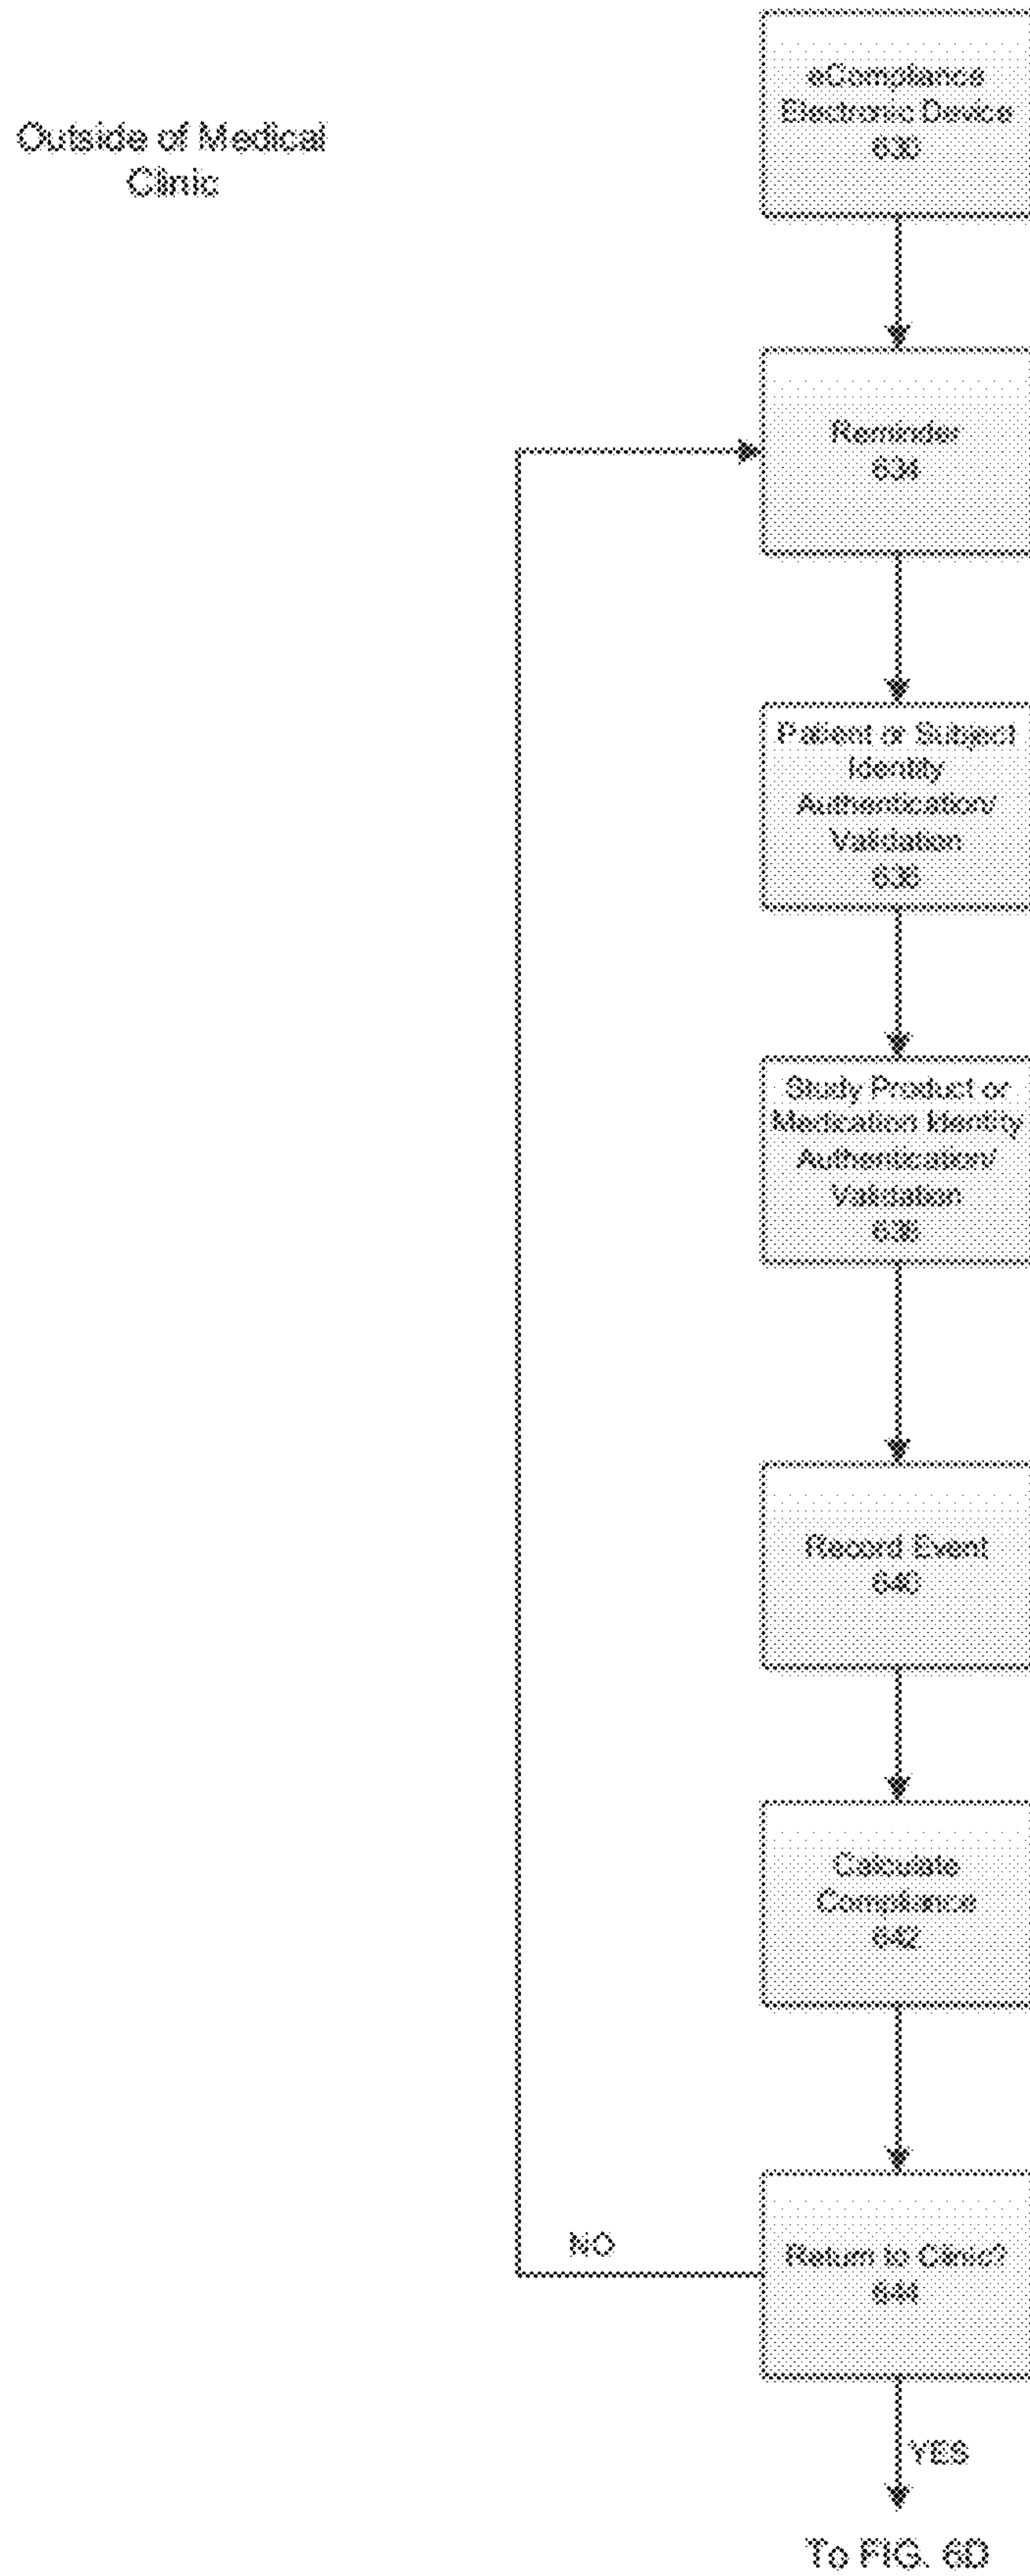 Outside of Medical
Clinic
eCompliance
Electronic Device
630
Reminder
634
Patient or Subject
Identity
Authentication/
Validation
636
Study Product or
Medication Identity
Authentication/
Validation
638
Record Event
640
Calculate
Compliance
642
NO
Return to Clinic?
644
YES
To FIG. 6D